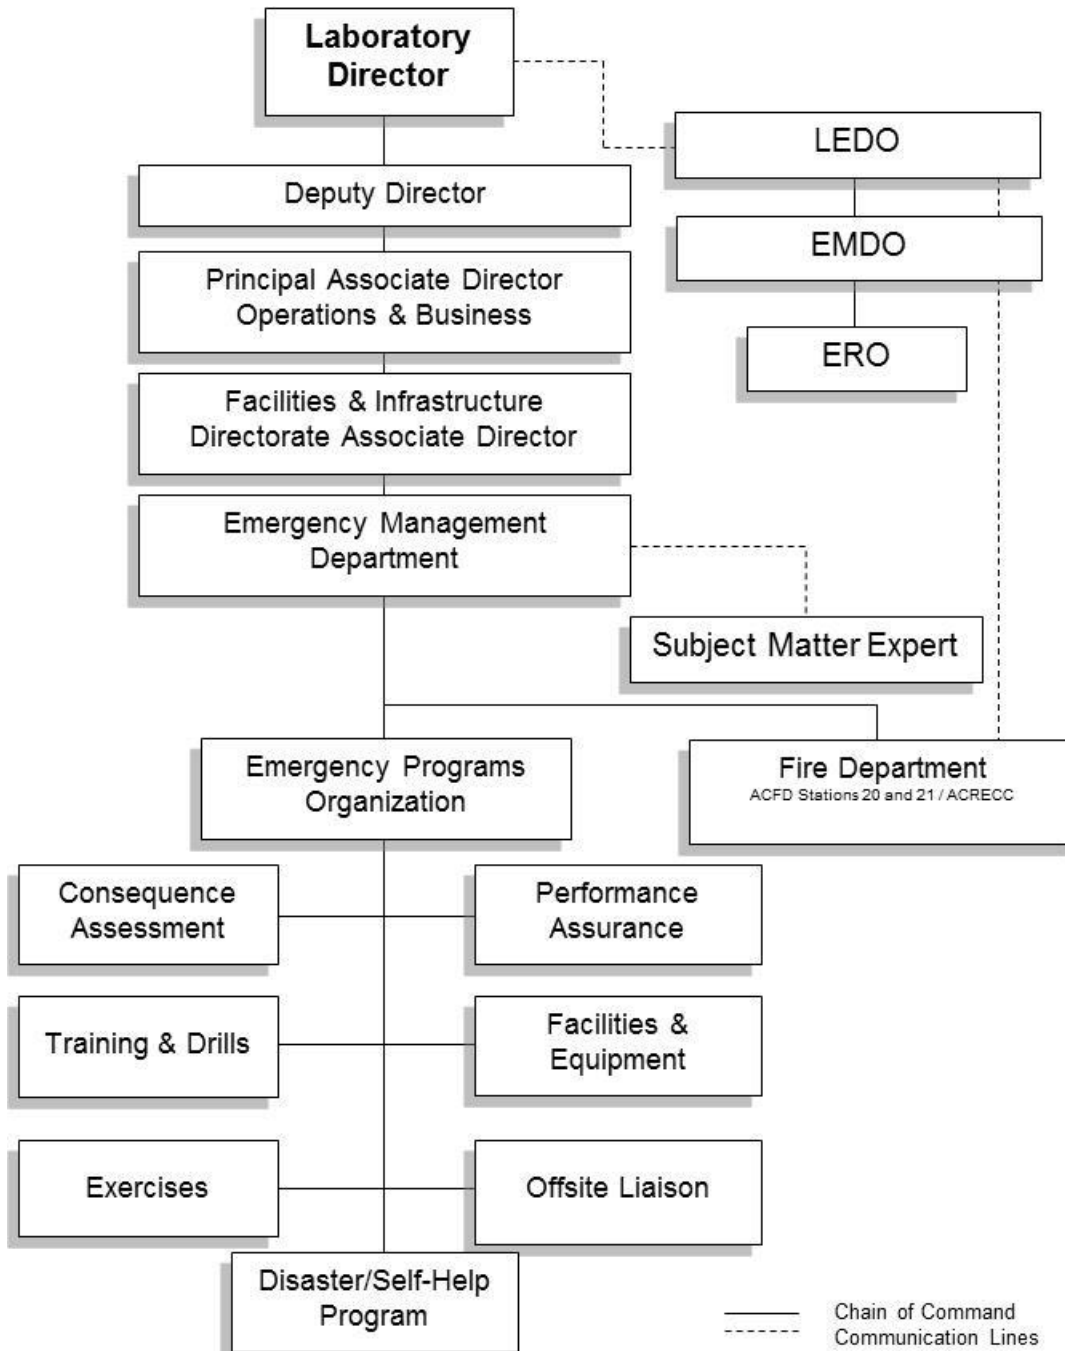 Laboratory
Director
LEDO
Deputy Director
EMDO
Principal Associate Director
Operations & Business
ERO
Facilities & Infrastructure
Directorate Associate Director
Emergency Management
Department
Subject Matter Expert
Emergency Programs
Organization
Fire Department
ACFD Stations 20 and 21 / ACRECC
Consequence
Assessment
Performance
Assurance
Training & Drills
Facilities &
Equipment
Exercises
Offsite Liaison
Disaster/Self-Help
Program
Chain of Command
Communication Lines